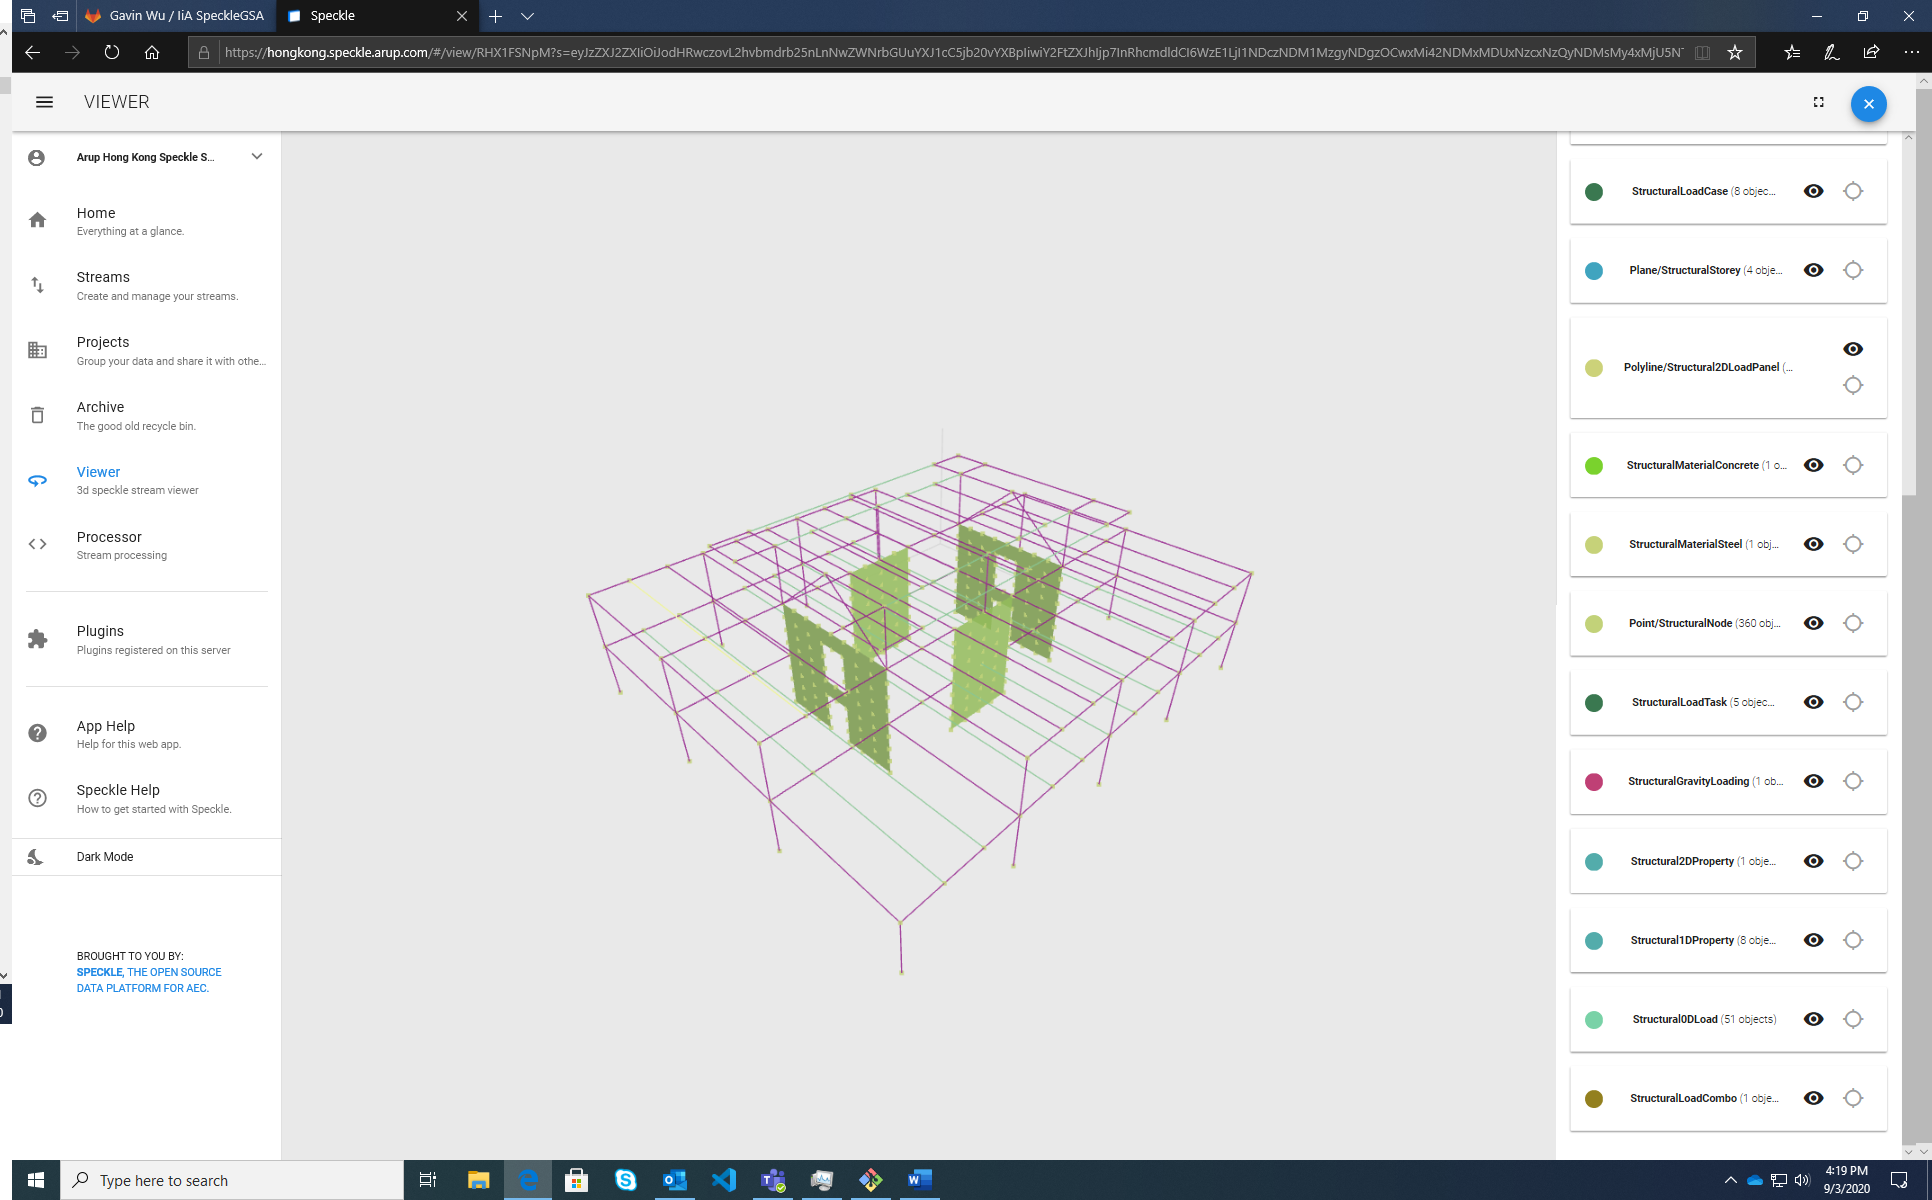 Gavin Wu / IiA SpeckleGSA
Speckle
https://hongkong.speckle.arup.com/#/view/RHX1FSNpM?s=
VIEWER
Arup Hong Kong Speckle S...
Home
Everything at a glance.
Streams
Create and manage your streams.
Projects
Group your data and share it with othe...
Archive
The good old recycle bin.
Viewer
3d speckle stream viewer
Processor
Stream processing
Plugins
Plugins registered on this server
App Help
Help for this web app.
Speckle Help
How to get started with Speckle.
Dark Mode
BROUGHT TO YOU BY:
SPECKLE, THE OPEN SOURCE
DATA PLATFORM FOR AEC.
StructuralLoadCase (8 objec...
Plane/StructuralStorey (4 obje...
Polyline/Structural2DLoadPanel (...
StructuralMaterialConcrete (1 o...
StructuralMaterialSteel (1 obj...
Point/StructuralNode (360 obj...
StructuralLoadTask (5 objec...
StructuralGravityLoading (1 ob...
Structural2DProperty (1 obje...
Structural1DProperty (8 obje...
Structural0DLoad (51 objects)
StructuralLoadCombo (1 obje...
Type here to search
4:19 PM
9/3/2020